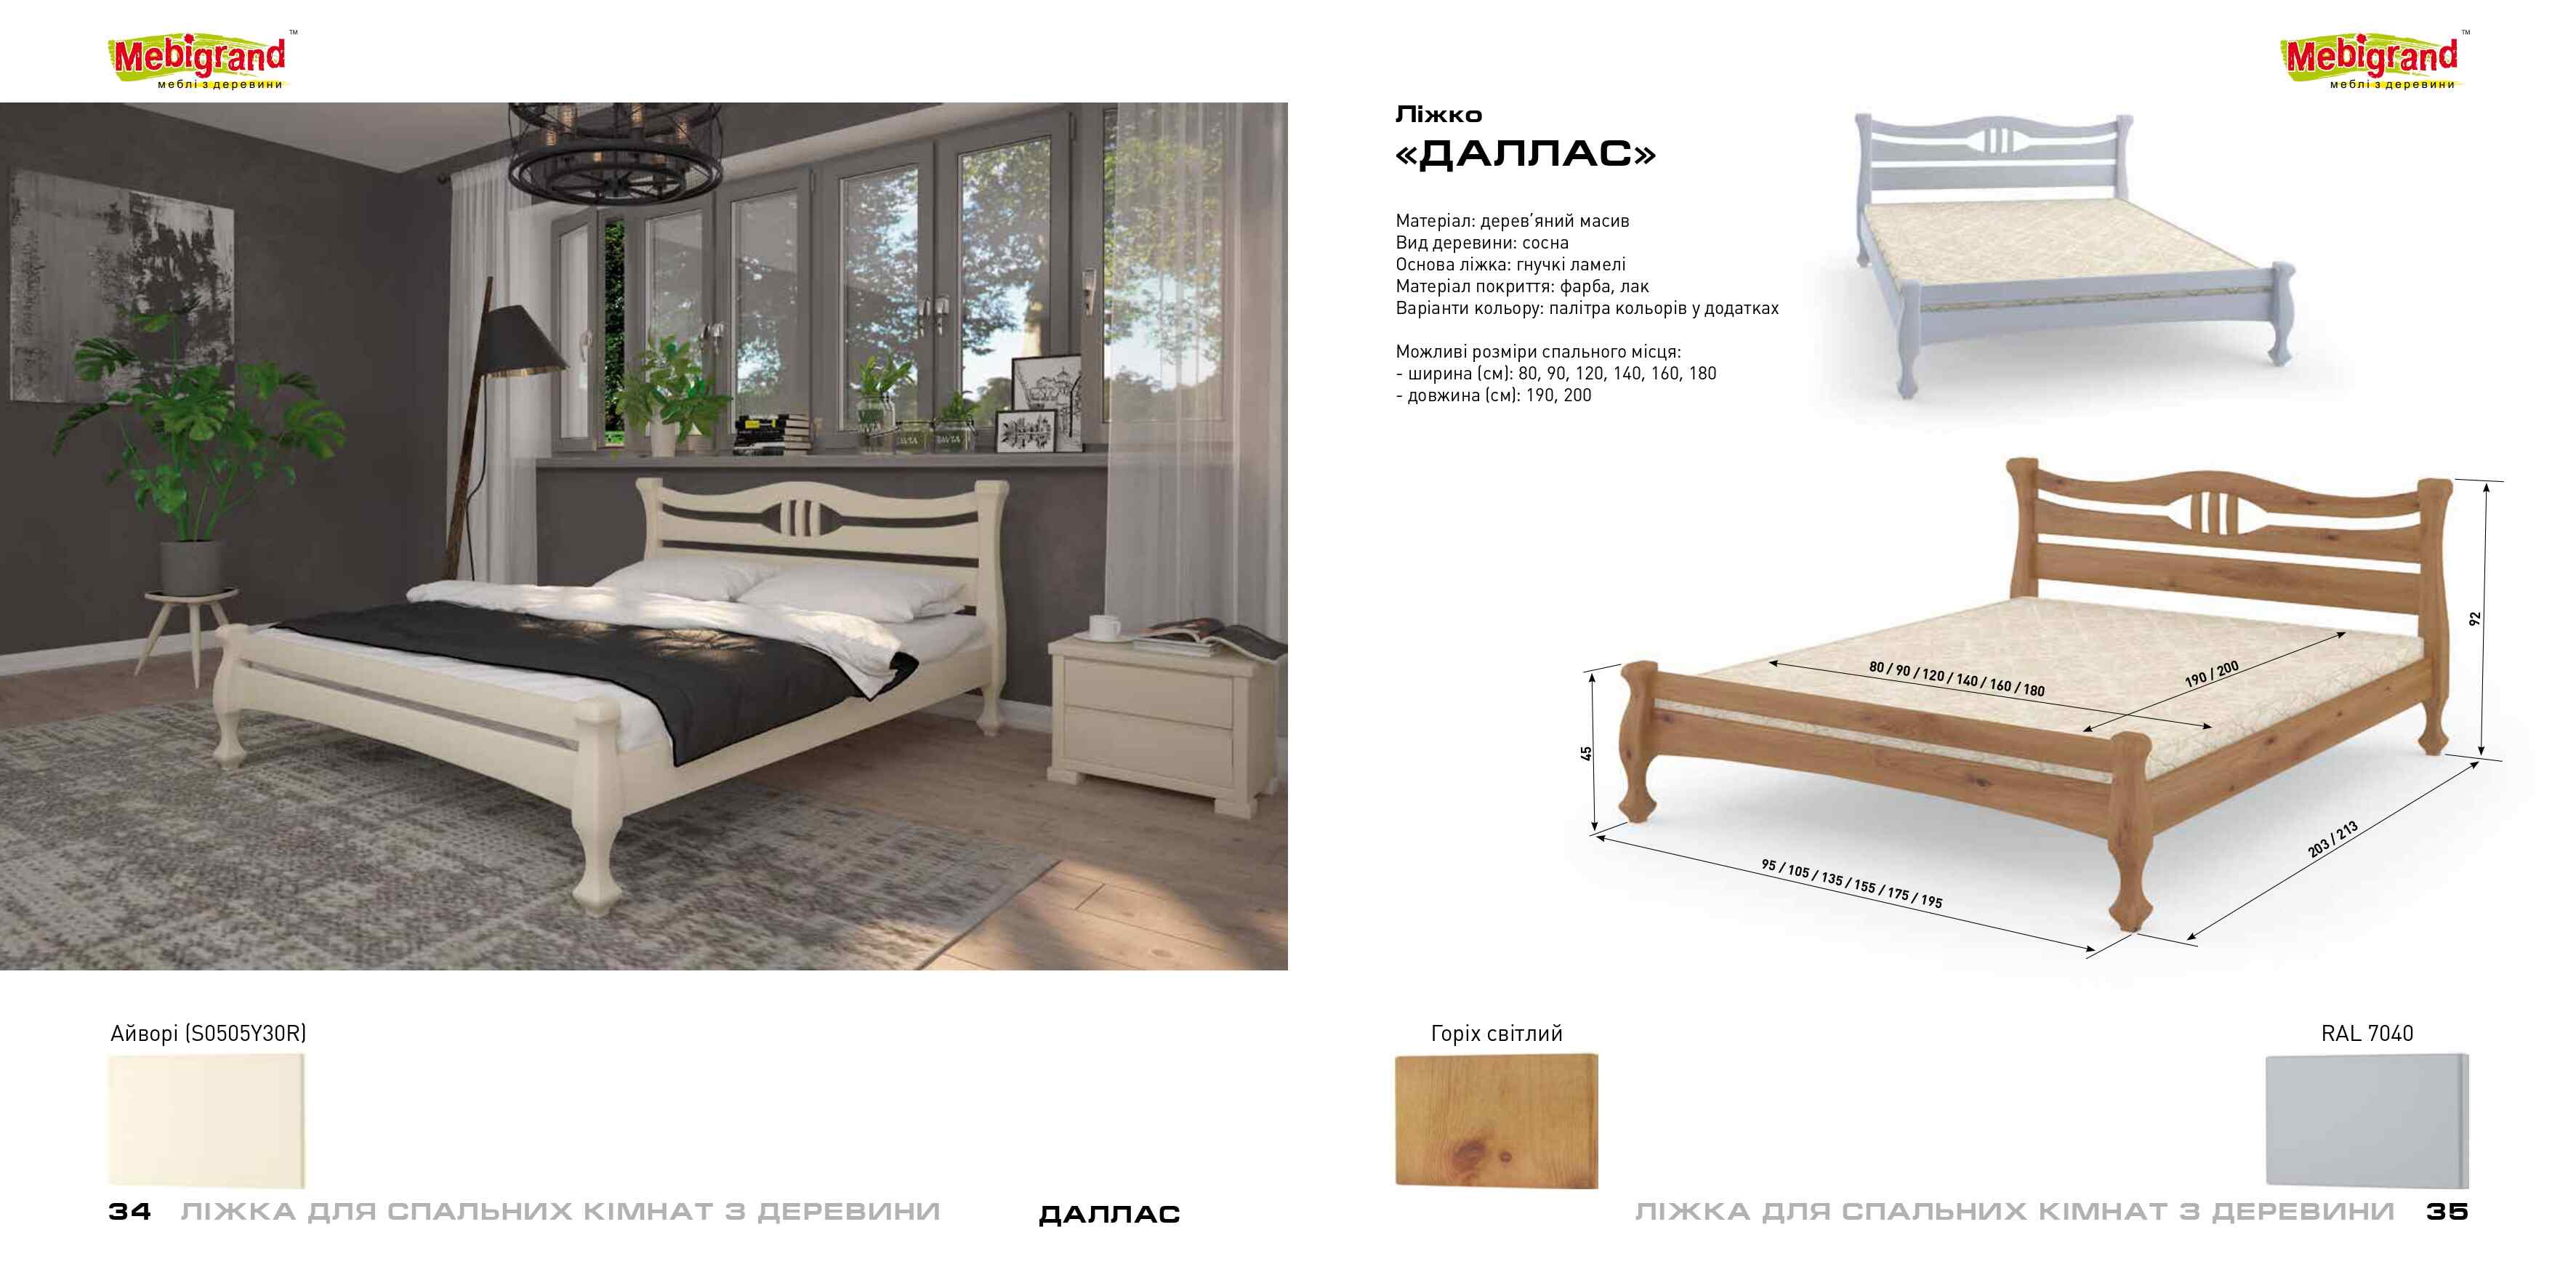 Mebigrand TM
меблі з деревини
Mebigrand TM
меблі з деревини
Ліжко
«ДАЛЛАС»
Матеріал: дерев’яний масив
Вид деревини: сосна
Основа ліжка: гнучкі ламелі
Матеріал покриття: фарба, лак
Варіанти кольору: палітра кольорів у додатках
Можливі розміри спального місця:
- ширина (см): 80, 90, 120, 140, 160, 180
- довжина (см): 190, 200
92
80 / 90 / 120 / 140 / 160 / 180
190 / 200
45
95 / 105 / 135 / 155 / 175 / 195
203 / 213
Айворі (S0505Y30R)
Горіх світлий
RAL 7040
34 ЛІЖКА ДЛЯ СПАЛЬНИХ КІМНАТ З ДЕРЕВИНИ
ДАЛЛАС
ЛІЖКА ДЛЯ СПАЛЬНИХ КІМНАТ З ДЕРЕВИНИ 35